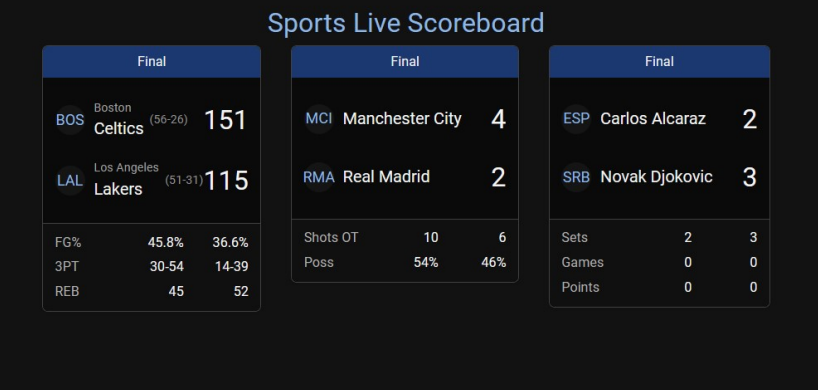 Sports Live Scoreboard
Final
BOS Boston Celtics (56-26) 151
LAL Los Angeles Lakers (51-31) 115
FG% 45.8% 36.6%
3PT 30-54 14-39
REB 45 52
Final
MCI Manchester City 4
RMA Real Madrid 2
Shots OT 10 6
Poss 54% 46%
Final
ESP Carlos Alcaraz 2
SRB Novak Djokovic 3
Sets 2 3
Games 0 0
Points 0 0